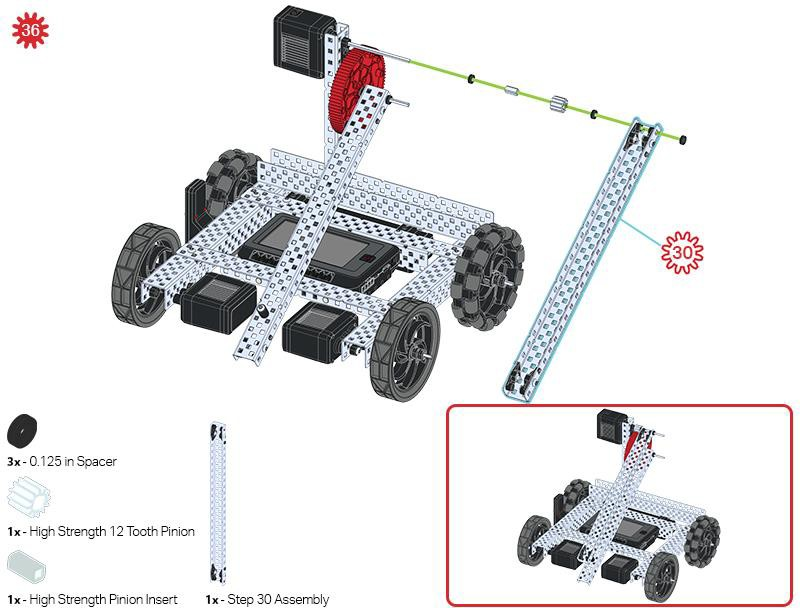 36
30
3x - 0.125 in Spacer
1x - High Strength 12 Tooth Pinion
1x - High Strength Pinion Insert
1x - Step 30 Assembly